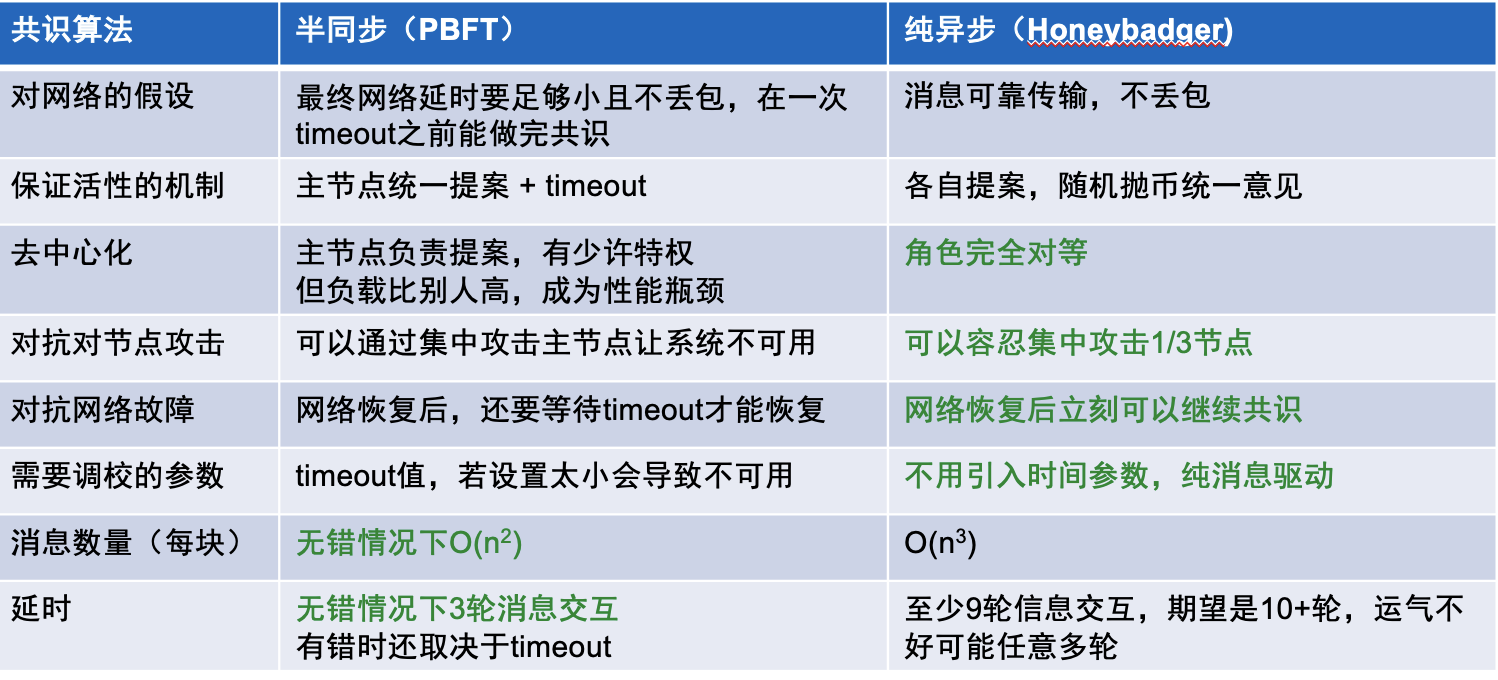 共识算法
半同步（PBFT）
纯异步（Honeybadger)
对网络的假设
最终网络延时要足够小且不丢包，在一次
timeout之前能做完共识
消息可靠传输，不丢包
保证活性的机制
主节点统一提案 + timeout
各自提案，随机抛币统一意见
去中心化
主节点负责提案，有少许特权
但负载比别人高，成为性能瓶颈
角色完全对等
对抗对节点攻击
可以通过集中攻击主节点让系统不可用
可以容忍集中攻击1/3节点
对抗网络故障
网络恢复后，还要等待timeout才能恢复
网络恢复后立刻可以继续共识
需要调校的参数
timeout值，若设置太小会导致不可用
不用引入时间参数，纯消息驱动
消息数量（每块）
无错情况下O(n²)
O(n³)
延时
无错情况下3轮消息交互
有错时还取决于timeout
至少9轮信息交互，期望是10+轮，运气不
好可能任意多轮